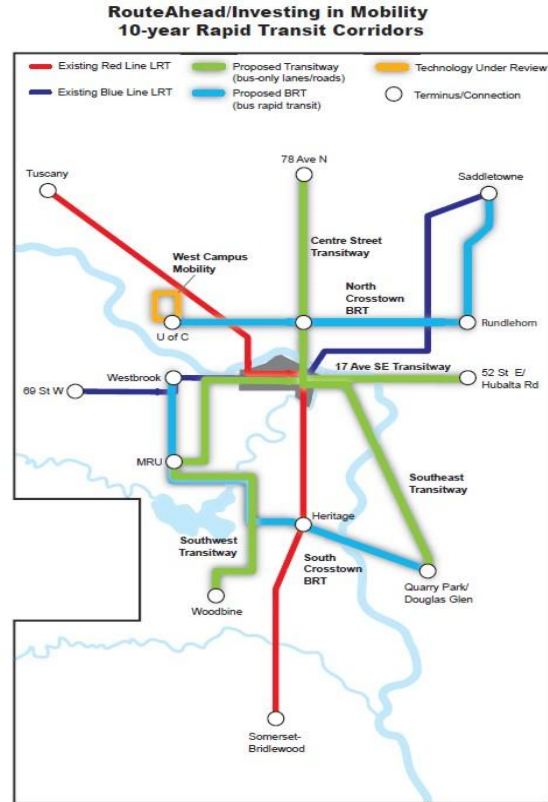 RouteAhead/Investing in Mobility
10-year Rapid Transit Corridors
Existing Red Line LRT
Existing Blue Line LRT
Proposed Transitway
(bus-only lanes/roads)
Proposed BRT
(bus rapid transit)
Technology Under Review
Terminus/Connection
78 Ave N
Tuscany
Saddletowne
Centre Street
Transitway
West Campus
Mobility
North
Crosstown
BRT
U of C
Rundlehorn
17 Ave SE Transitway
Westbrook
69 St W
52 St E/
Hubalta Rd
MRU
Southeast
Transitway
Heritage
Southwest
Transitway
South
Crosstown
BRT
Quarry Park/
Douglas Glen
Woodbine
Somerset-
Bridlewood